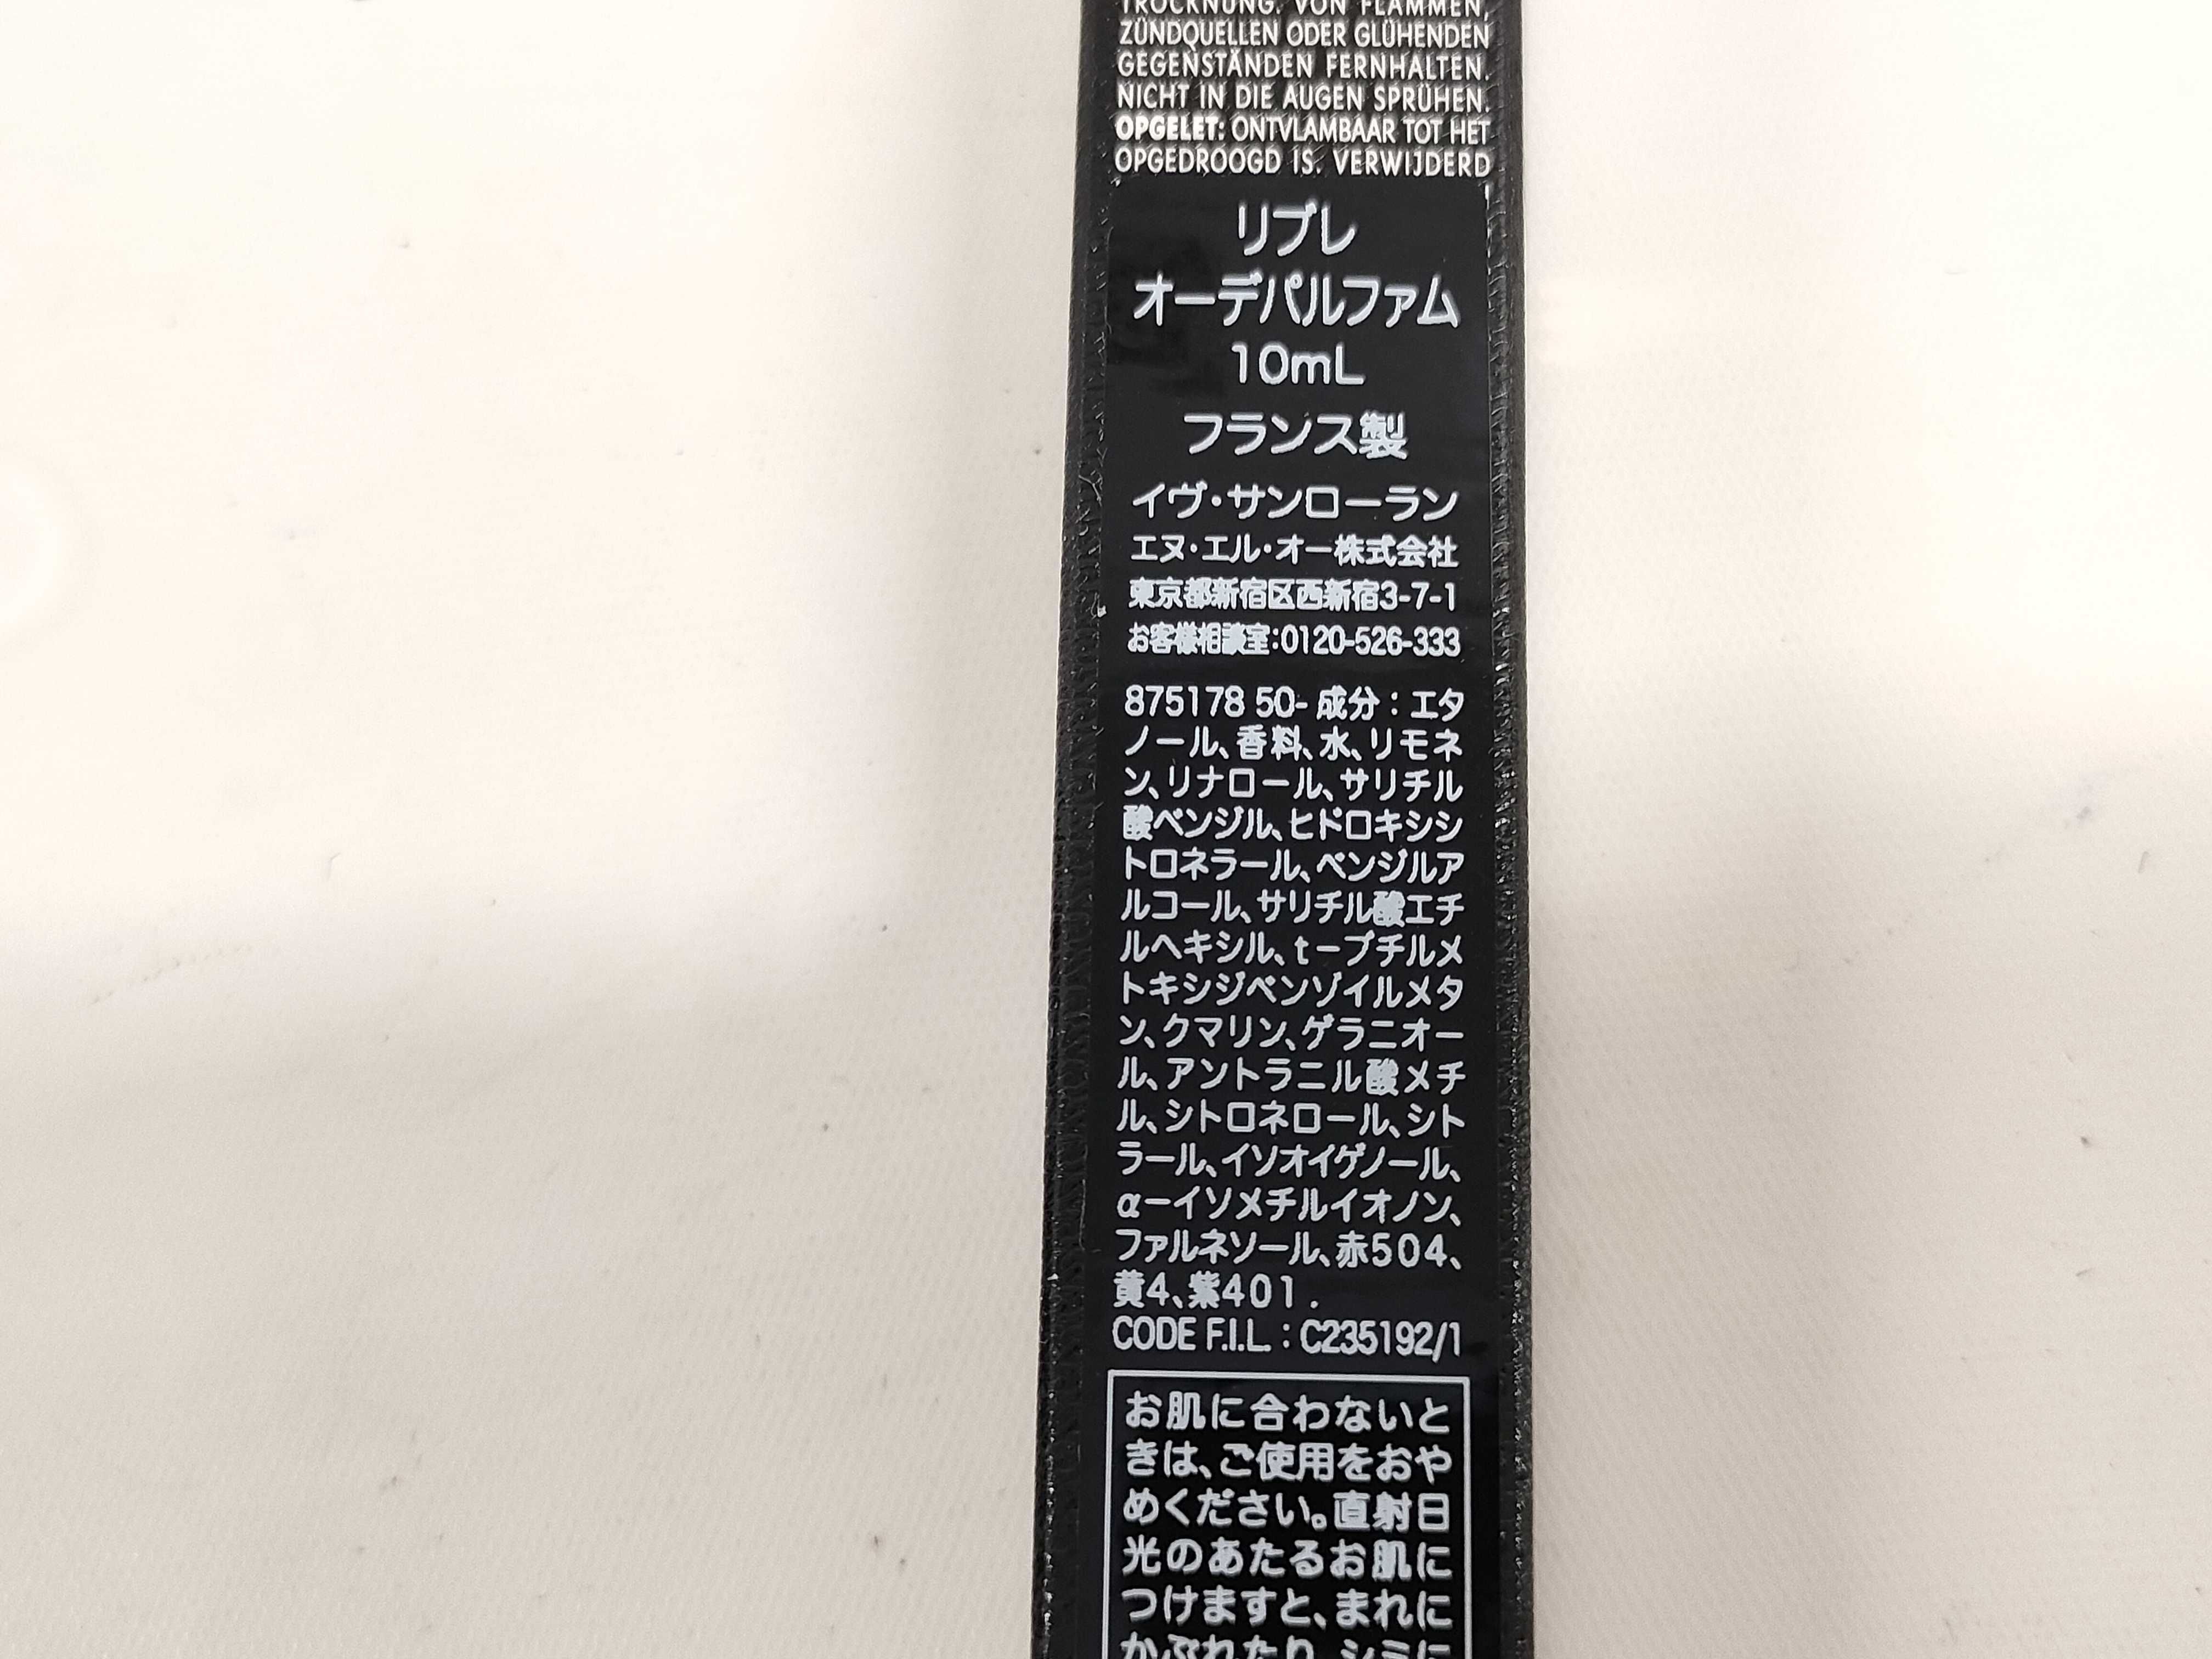 TROCKNUNG. VON FLAMMEN,
ZÜNDQUELLEN ODER GLÜHENDEN
GEGENSTÄNDEN FERNHALTEN.
NICHT IN DIE AUGEN SPRÜHEN.
OPGELET: ONTVLAMBAAR TOT HET
OPGEDROOGD IS. VERWIJDERD
リブレ
オーデパルファム
10mL
フランス製
イヴ・サンローラン
エヌ・エル・オー株式会社
東京都新宿区西新宿3-7-1
お客様相談室:0120-526-333
875178 50- 成分：エタ
ノール、香料、水、リモネ
ン、リナロール、サリチル
酸ベンジル、ヒドロキシシ
トロネラール、ベンジルア
ルコール、サリチル酸エチ
ルヘキシル、t−ブチルメ
トキシジベンゾイルメタ
ン、クマリン、ゲラニオー
ル、アントラニル酸メチ
ル、シトロネロール、シト
ラール、イソオイゲノール、
α−イソメチルイオノン、
ファルネソール、赤504、
黄4、紫401.
CODE F.I.L. : C235192/1
お肌に合わないと
きは、ご使用をおや
めください。直射日
光のあたるお肌に
つけますと、まれに
かぶれたり、シミに